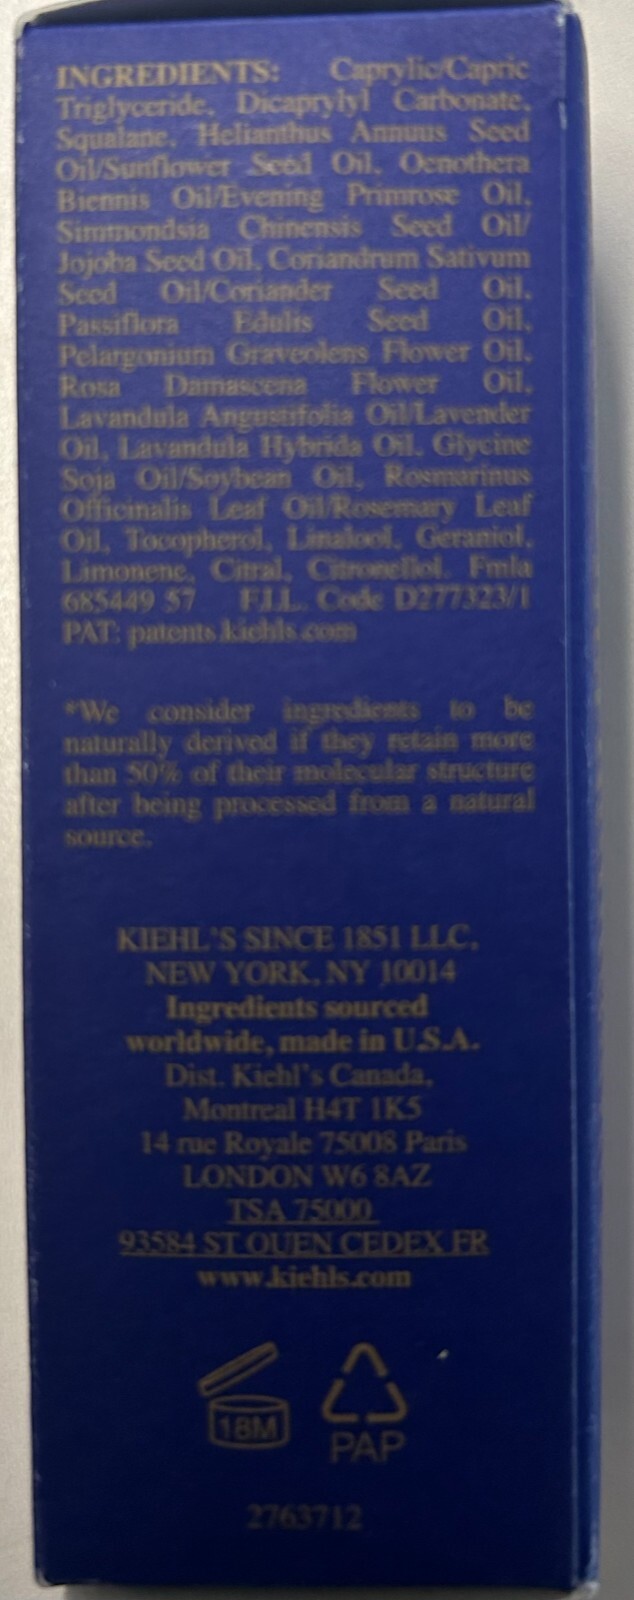 INGREDIENTS: Caprylic/Capric
Triglyceride, Dicaprylyl Carbonate,
Squalane, Helianthus Annuus Seed
Oil/Sunflower Seed Oil, Oenothera
Biennis Oil/Evening Primrose Oil,
Simmondsia Chinensis Seed Oil/
Jojoba Seed Oil, Coriandrum Sativum
Seed Oil/Coriander Seed Oil,
Passiflora Edulis Seed Oil,
Pelargonium Graveolens Flower Oil,
Rosa Damascena Flower Oil,
Lavandula Angustifolia Oil/Lavender
Oil, Lavandula Hybrida Oil, Glycine
Soja Oil/Soybean Oil, Rosmarinus
Officinalis Leaf Oil/Rosemary Leaf
Oil, Tocopherol, Linalool, Geraniol,
Limonene, Citral, Citronellol. Fmla
685449 57 F.I.L. Code D277323/1
PAT: patents.kiehls.com
*We consider ingredients to be
naturally derived if they retain more
than 50% of their molecular structure
after being processed from a natural
source.
KIEHL'S SINCE 1851 LLC,
NEW YORK, NY 10014
Ingredients sourced
worldwide, made in U.S.A.
Dist. Kiehl's Canada,
Montreal H4T 1K5
14 rue Royale 75008 Paris
LONDON W6 8AZ
TSA 75000
93584 ST OUEN CEDEX FR
www.kiehls.com
18M
PAP
2763712